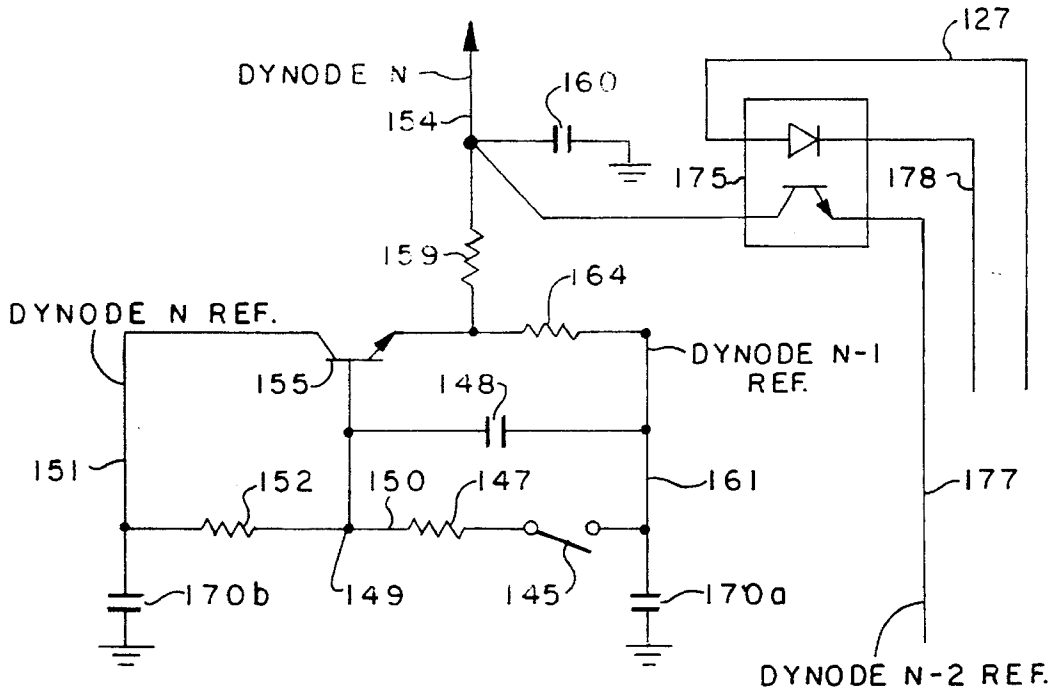 127
DYNODE N
160
154
175
178
159
164
DYNODE N REF.
DYNODE N-1
REF.
155
148
151
152
150
147
161
177
170b
149
145
170a
DYNODE N-2 REF.